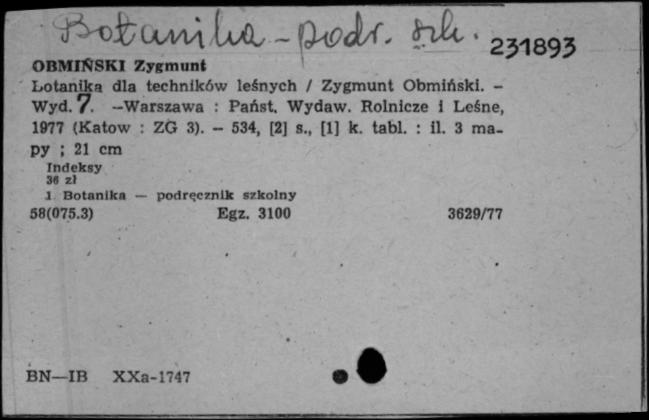 Botanika - podr. szk.
231893
OBMIŃSKI Zygmunt
Lotanika dla techników leśnych / Zygmunt Obmiński. -
Wyd. 7. -Warszawa : Państ. Wydaw. Rolnicze i Leśne,
1977 (Katow : ZG 3). - 534, [2] s., [1] k. tabl. : il. 3 ma-
py ; 21 cm
Indeksy
36 zł
1 Botanika — podręcznik szkolny
58(075.3) Egz. 3100 3629/77
BN—IB XXa-1747